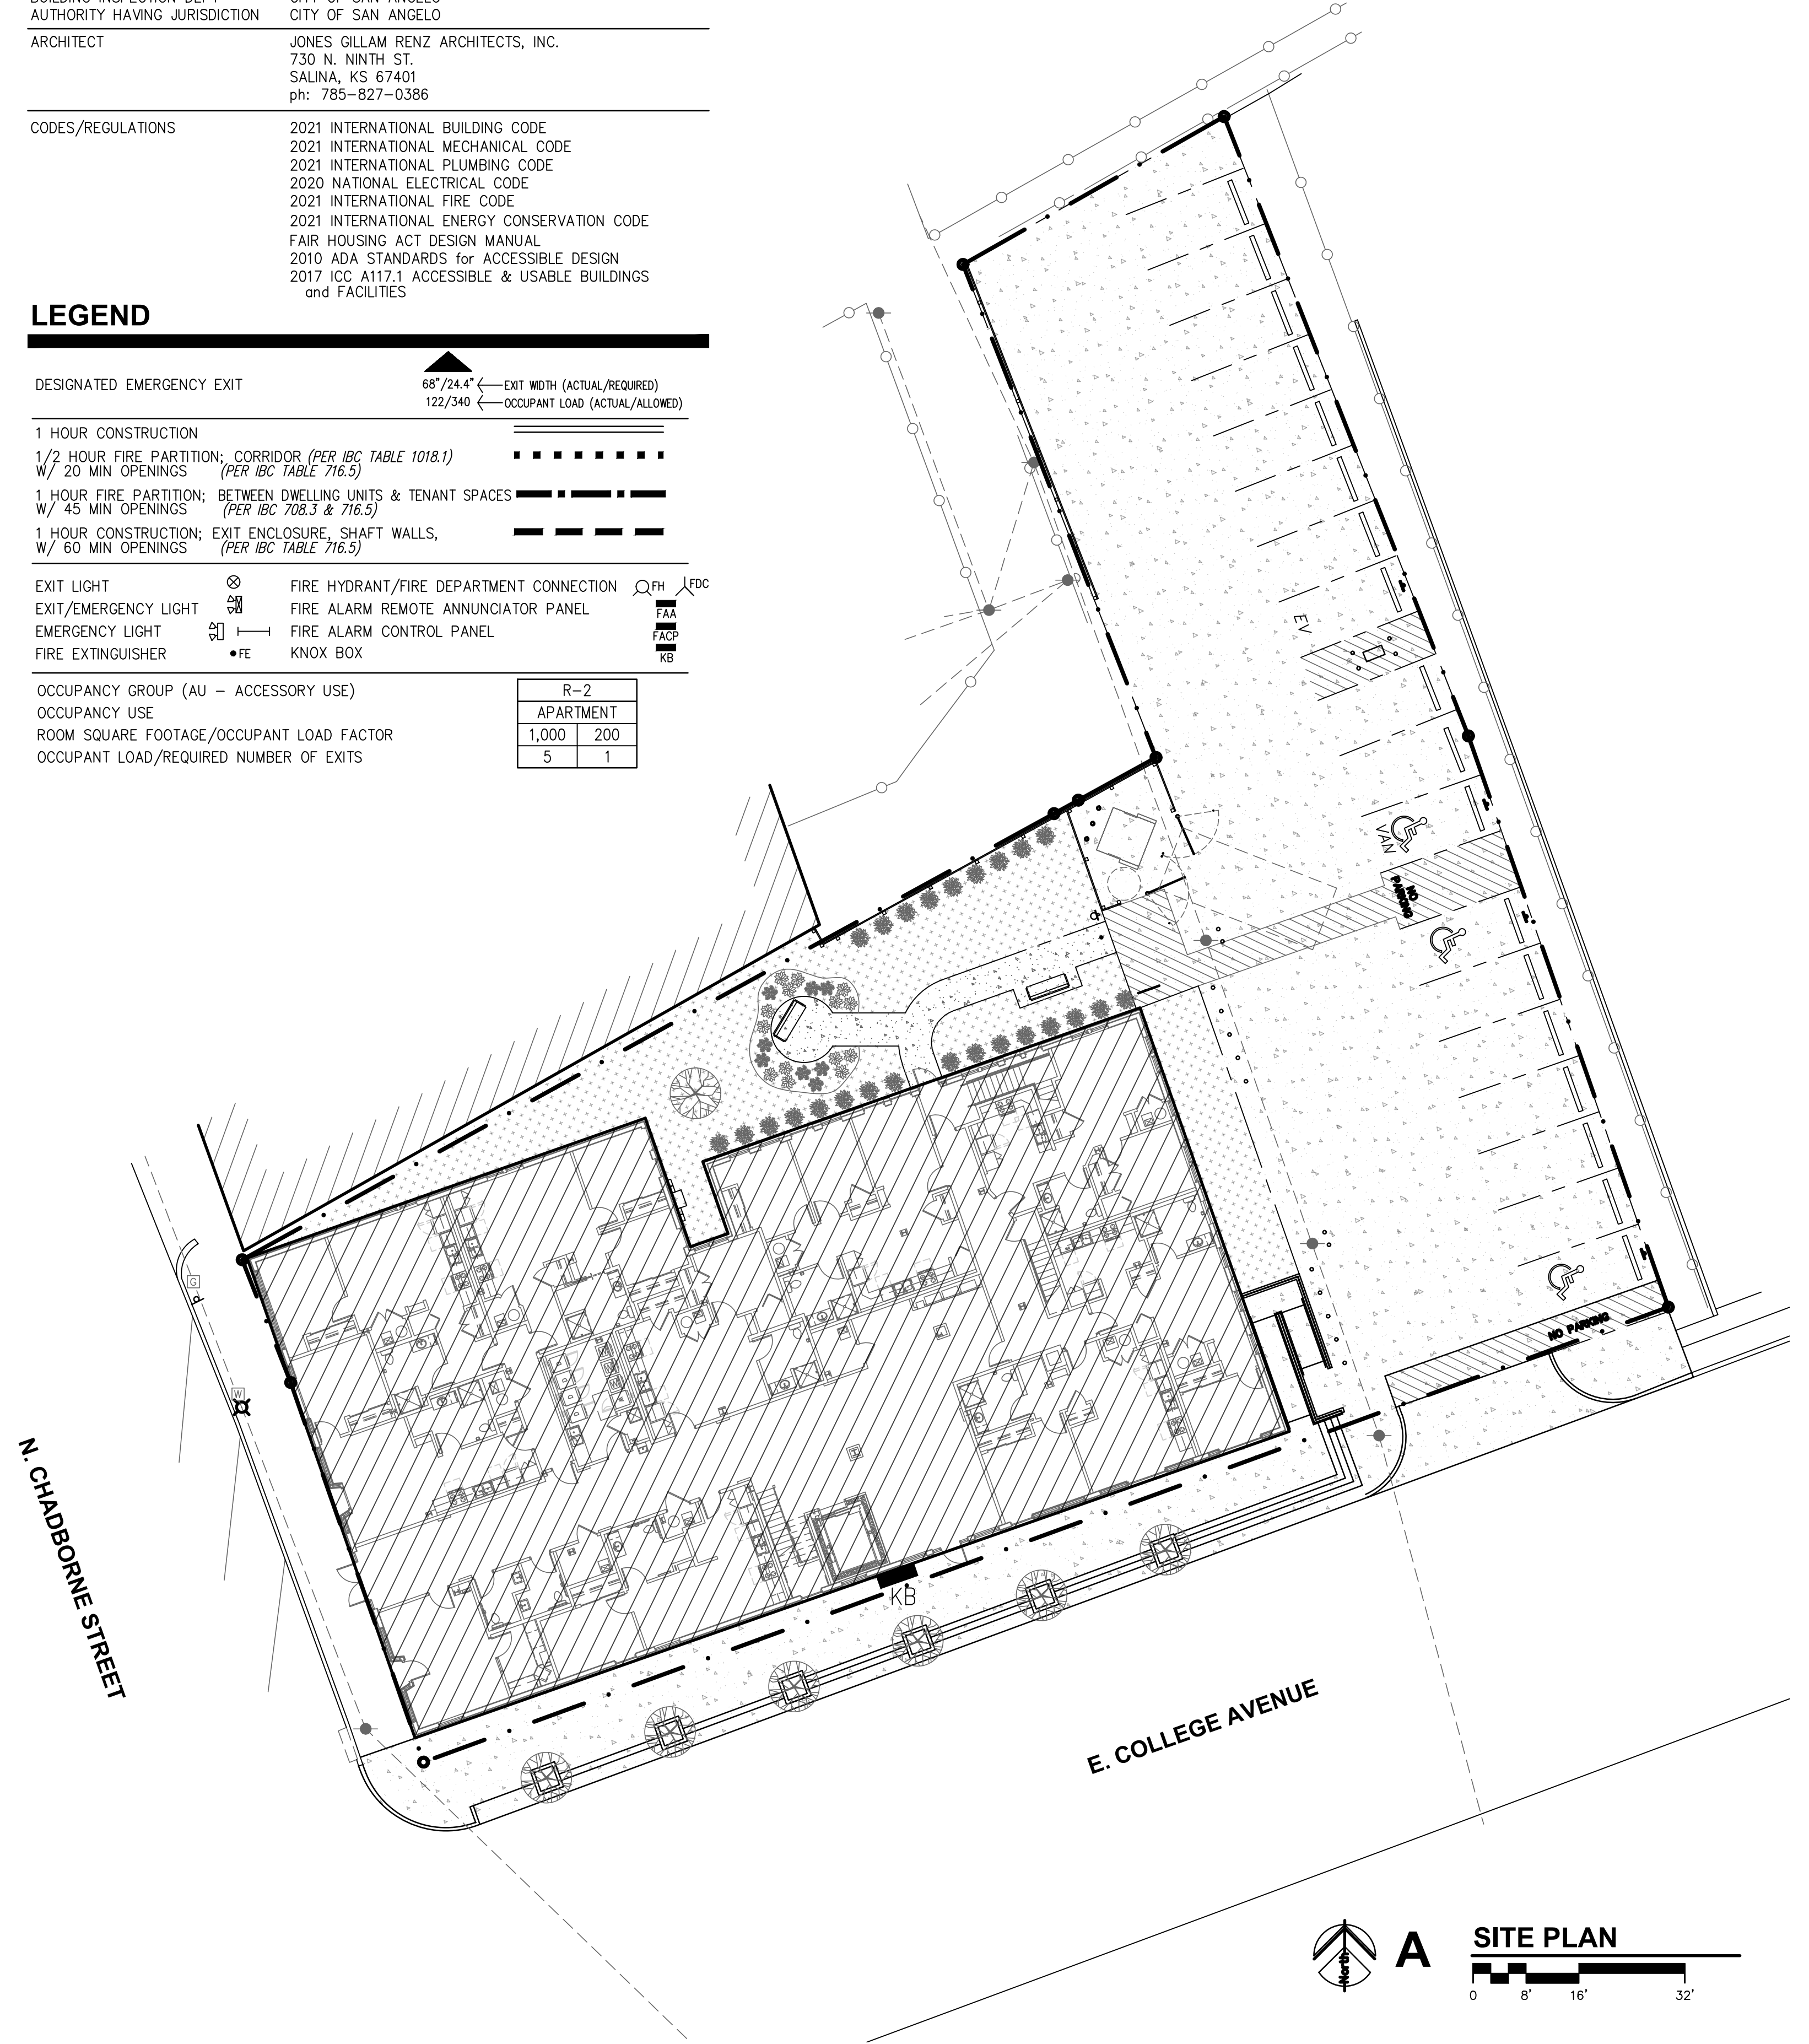 BUILDING INSPECTION DEPT CITY OF SAN ANGELO
AUTHORITY HAVING JURISDICTION CITY OF SAN ANGELO
ARCHITECT JONES GILLAM RENZ ARCHITECTS, INC.
730 N. NINTH ST.
SALINA, KS 67401
ph: 785-827-0386
CODES/REGULATIONS 2021 INTERNATIONAL BUILDING CODE
2021 INTERNATIONAL MECHANICAL CODE
2021 INTERNATIONAL PLUMBING CODE
2020 NATIONAL ELECTRICAL CODE
2021 INTERNATIONAL FIRE CODE
2021 INTERNATIONAL ENERGY CONSERVATION CODE
FAIR HOUSING ACT DESIGN MANUAL
2010 ADA STANDARDS for ACCESSIBLE DESIGN
2017 ICC A117.1 ACCESSIBLE & USABLE BUILDINGS
and FACILITIES
LEGEND
DESIGNATED EMERGENCY EXIT 68"/24.4" EXIT WIDTH (ACTUAL/REQUIRED)
122/340 OCCUPANT LOAD (ACTUAL/ALLOWED)
1 HOUR CONSTRUCTION
1/2 HOUR FIRE PARTITION; CORRIDOR (PER IBC TABLE 1018.1)
W/ 20 MIN OPENINGS (PER IBC TABLE 716.5)
1 HOUR FIRE PARTITION; BETWEEN DWELLING UNITS & TENANT SPACES
W/ 45 MIN OPENINGS (PER IBC 708.3 & 716.5)
1 HOUR CONSTRUCTION; EXIT ENCLOSURE, SHAFT WALLS,
W/ 60 MIN OPENINGS (PER IBC TABLE 716.5)
EXIT LIGHT FIRE HYDRANT/FIRE DEPARTMENT CONNECTION FH FDC
EXIT/EMERGENCY LIGHT FIRE ALARM REMOTE ANNUNCIATOR PANEL
FAA
EMERGENCY LIGHT FIRE ALARM CONTROL PANEL
FACP
FIRE EXTINGUISHER FE KNOX BOX
KB
OCCUPANCY GROUP (AU - ACCESSORY USE) R-2
OCCUPANCY USE APARTMENT
ROOM SQUARE FOOTAGE/OCCUPANT LOAD FACTOR 1,000 200
OCCUPANT LOAD/REQUIRED NUMBER OF EXITS 5 1
EV
VAN
NO
PARKING
NO PARKING
G
W
KB
N. CHADBORNE STREET
E. COLLEGE AVENUE
North
A
SITE PLAN
0 8' 16' 32'